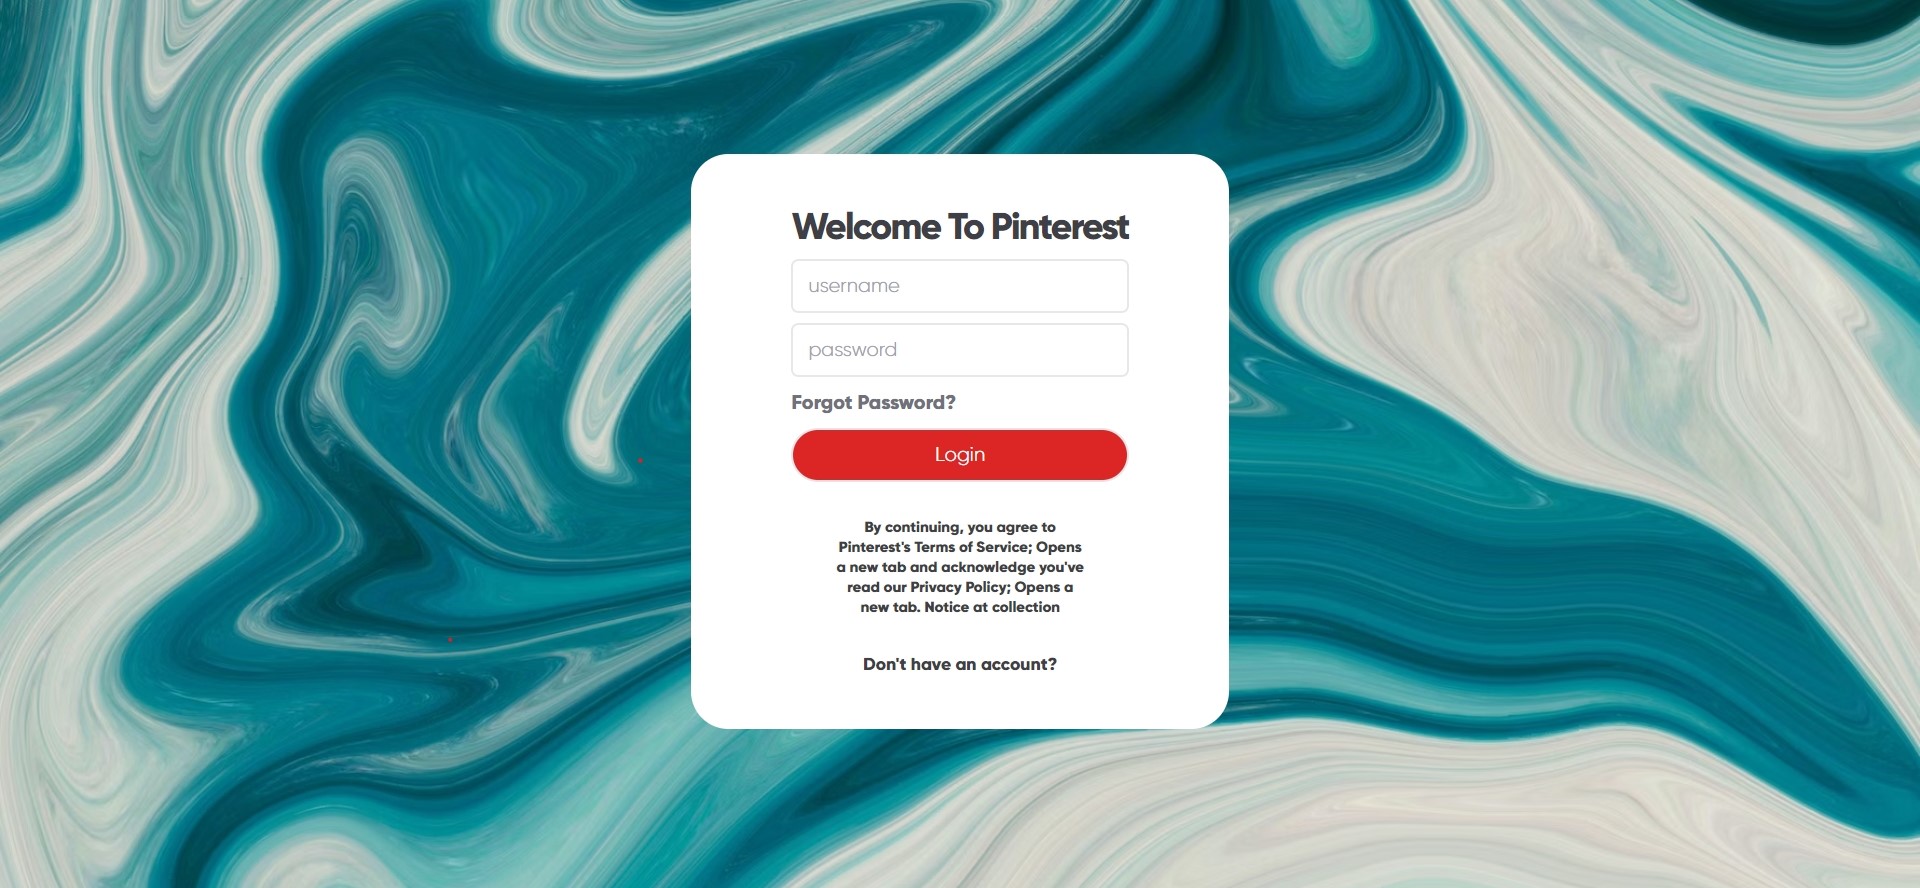 Welcome To Pinterest
username
password
Forgot Password?
Login
By continuing, you agree to
Pinterest's Terms of Service; Opens
a new tab and acknowledge you've
read our Privacy Policy; Opens a
new tab. Notice at collection
Don't have an account?